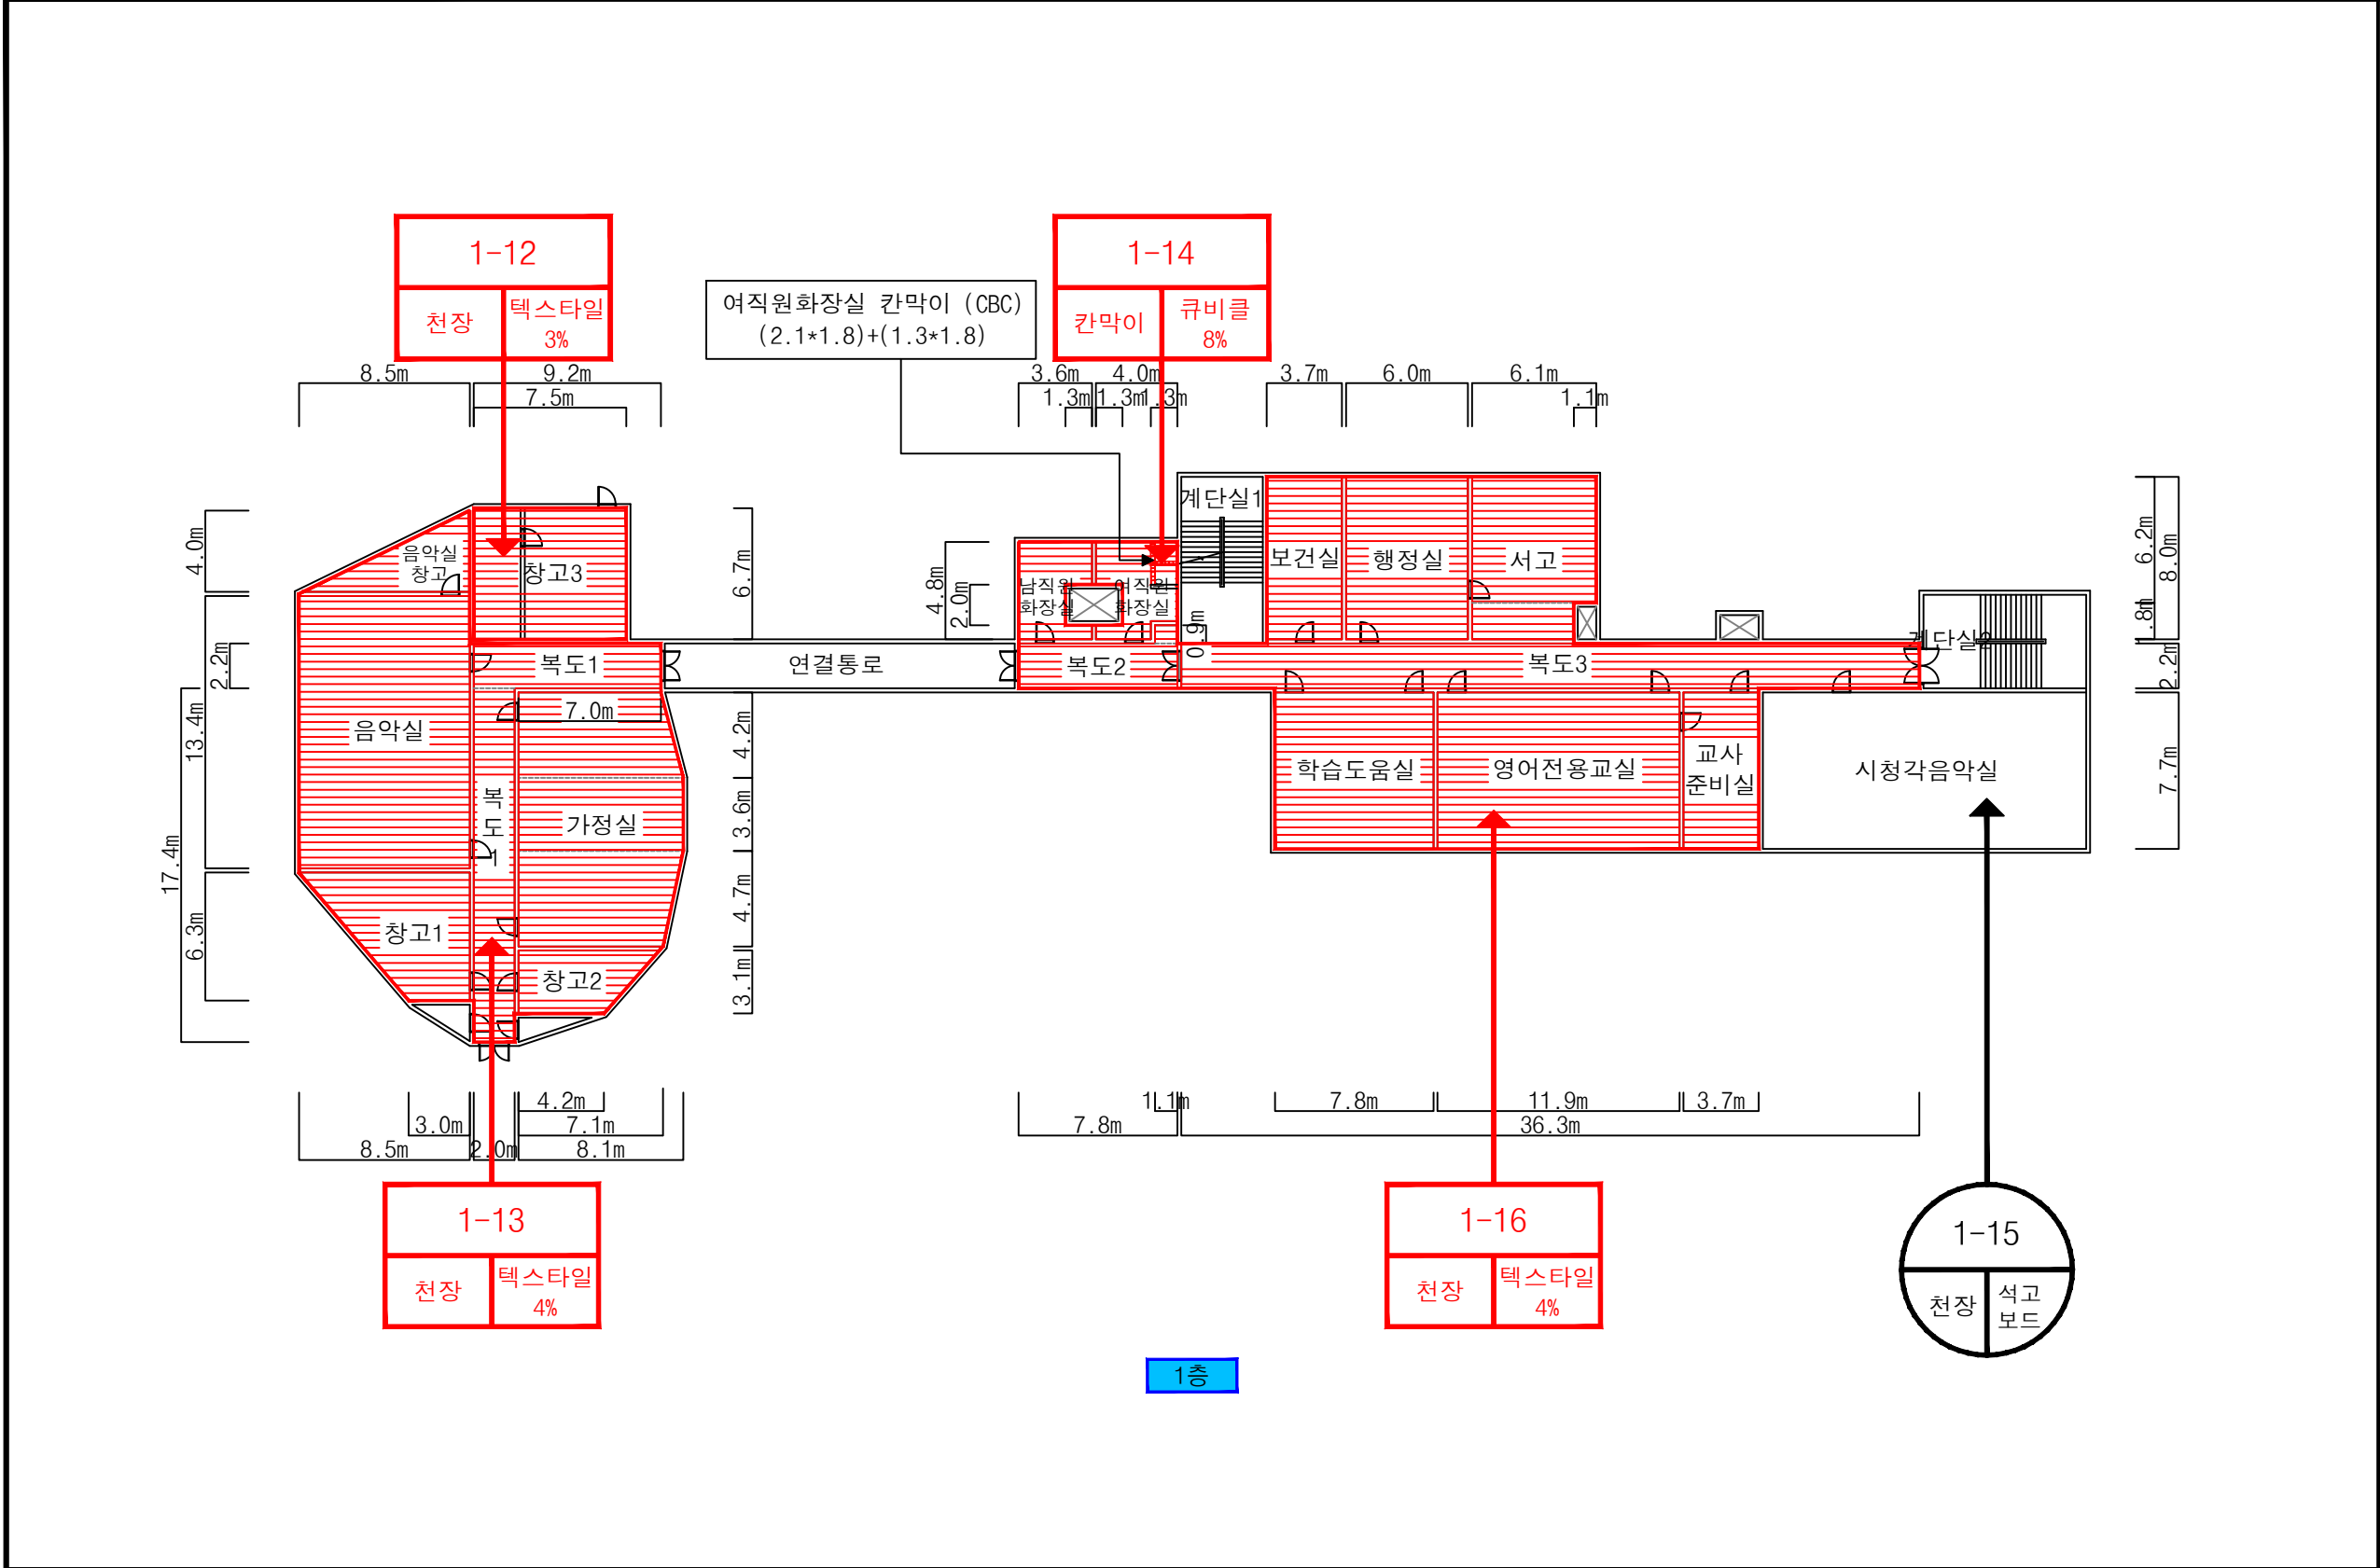 1-12
천장
텍스타일
3%
1-14
칸막이
큐비클
8%
여직원화장실 칸막이 (CBC)
(2.1*1.8)+(1.3*1.8)
8.5m
9.2m
7.5m
3.6m
4.0m
1.3m
1.3m
1.3m
3.7m
6.0m
6.1m
1.1m
4.0m
2.2m
13.4m
17.4m
6.3m
6.7m
4.2m
3.6m
4.7m
3.1m
4.8m
2.0m
0.9m
6.2m
8.0m
.8m
2.2m
7.7m
음악실
창고
창고3
계단실1
보건실
행정실
서고
남직원
화장실
여직원
화장실
계단실2
복도1
연결통로
복도2
복도3
7.0m
음악실
복
도
1
가정실
학습도움실
영어전용교실
교사
준비실
시청각음악실
창고1
창고2
4.2m
3.0m
7.1m
8.5m
2.0m
8.1m
1.1m
7.8m
7.8m
11.9m
3.7m
36.3m
1-13
천장
텍스타일
4%
1-16
천장
텍스타일
4%
1-15
천장
석고
보드
1층